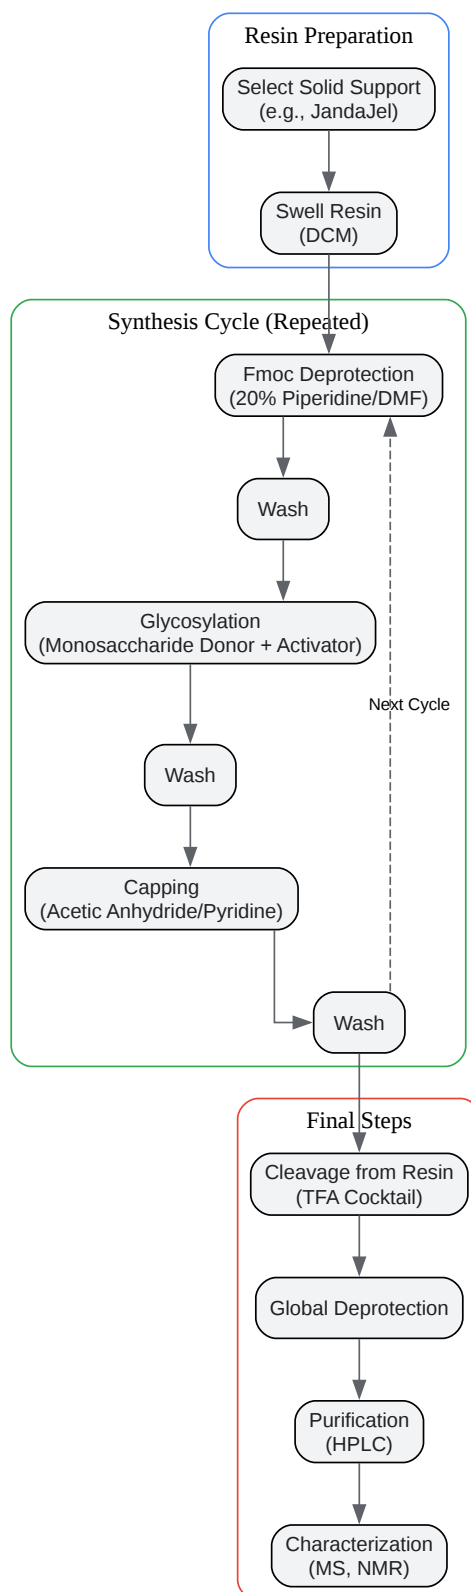 Resin Preparation
Select Solid Support
(e.g., JandaJel)
Swell Resin
(DCM)
Synthesis Cycle (Repeated)
Fmoc Deprotection
(20% Piperidine/DMF)
Wash
Glycosylation
(Monosaccharide Donor + Activator)
Next Cycle
Wash
Capping
(Acetic Anhydride/Pyridine)
Wash
Final Steps
Cleavage from Resin
(TFA Cocktail)
Global Deprotection
Purification
(HPLC)
Characterization
(MS, NMR)